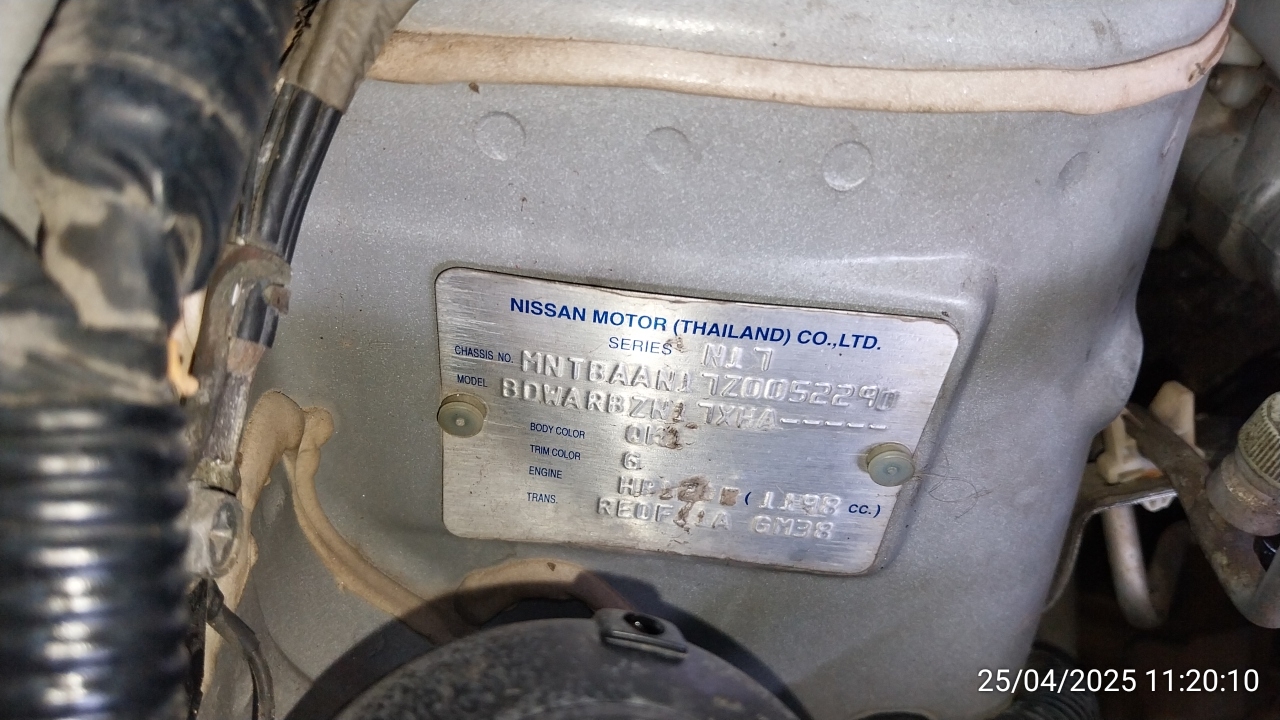 NISSAN MOTOR (THAILAND) CO.,LTD.
SERIES N17
CHASSIS NO. MNTBAAN17Z0052290
MODEL BDWARBZN17XHA-----
BODY COLOR
TRIM COLOR G
ENGINE ( 1198 CC.)
TRANS. GM38
25/04/2025 11:20:10